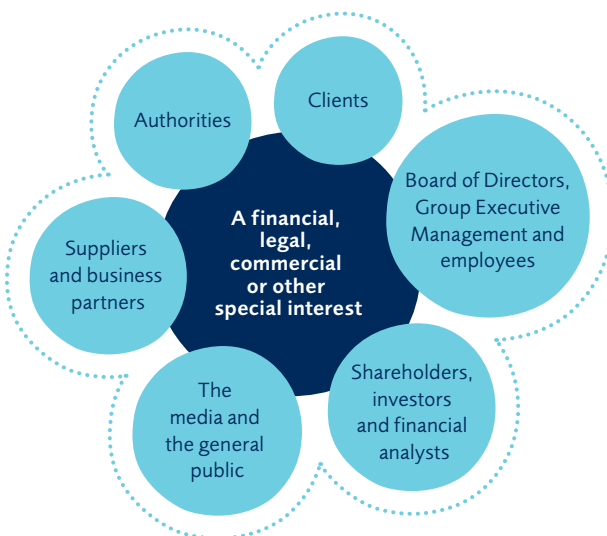 Clients
Authorities
Board of Directors,
Group Executive
Management and
employees
A financial,
legal,
commercial
or other
special interest
Suppliers
and business
partners
Shareholders,
investors
and financial
analysts
The
media and
the general
public